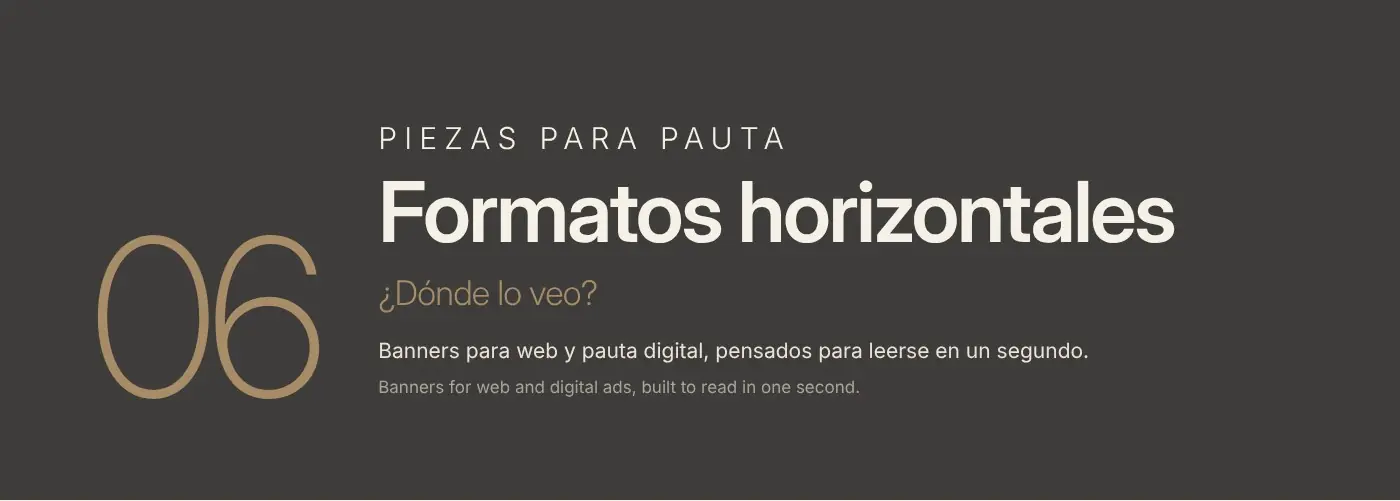 06
PIEZAS PARA PAUTA
Formatos horizontales
¿Dónde lo veo?
Banners para web y pauta digital, pensados para leerse en un segundo.
Banners for web and digital ads, built to read in one second.